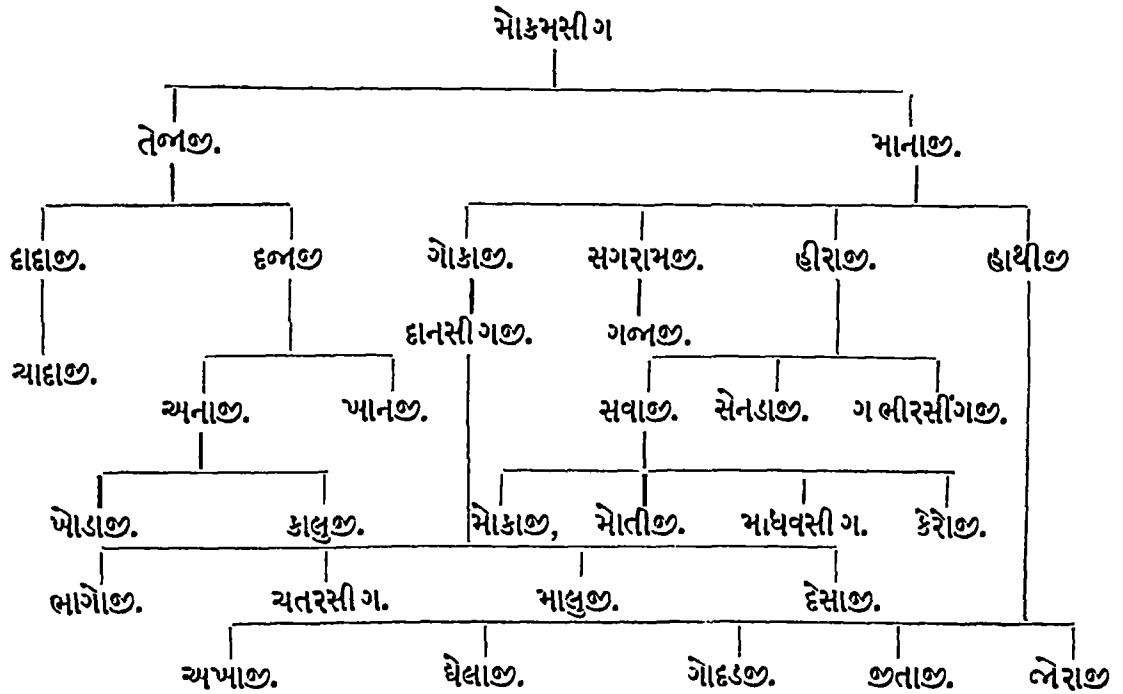 મોકમસી ગ
તેજાજી. માનાજી.
દાદાજી. દજાજી ગોકાજી. સગરામજી. હીરાજી. હાથીજી
દાનસી ગજી. ગજાજી.
ચાદાજી.
અનાજી. ખાનજી. સવાજી. સેનડાજી. ગ ભીરસીંગજી.
ખોડાજી. કાલુજી. મોકાજી, મોતીજી. માધવસી ગ. કેરોજી.
ભાગોજી. ચતરસી ગ. માલુજી. દેસાજી.
અખાજી. ઘેલાજી. ગોદડજી. જીતાજી. જોરાજી